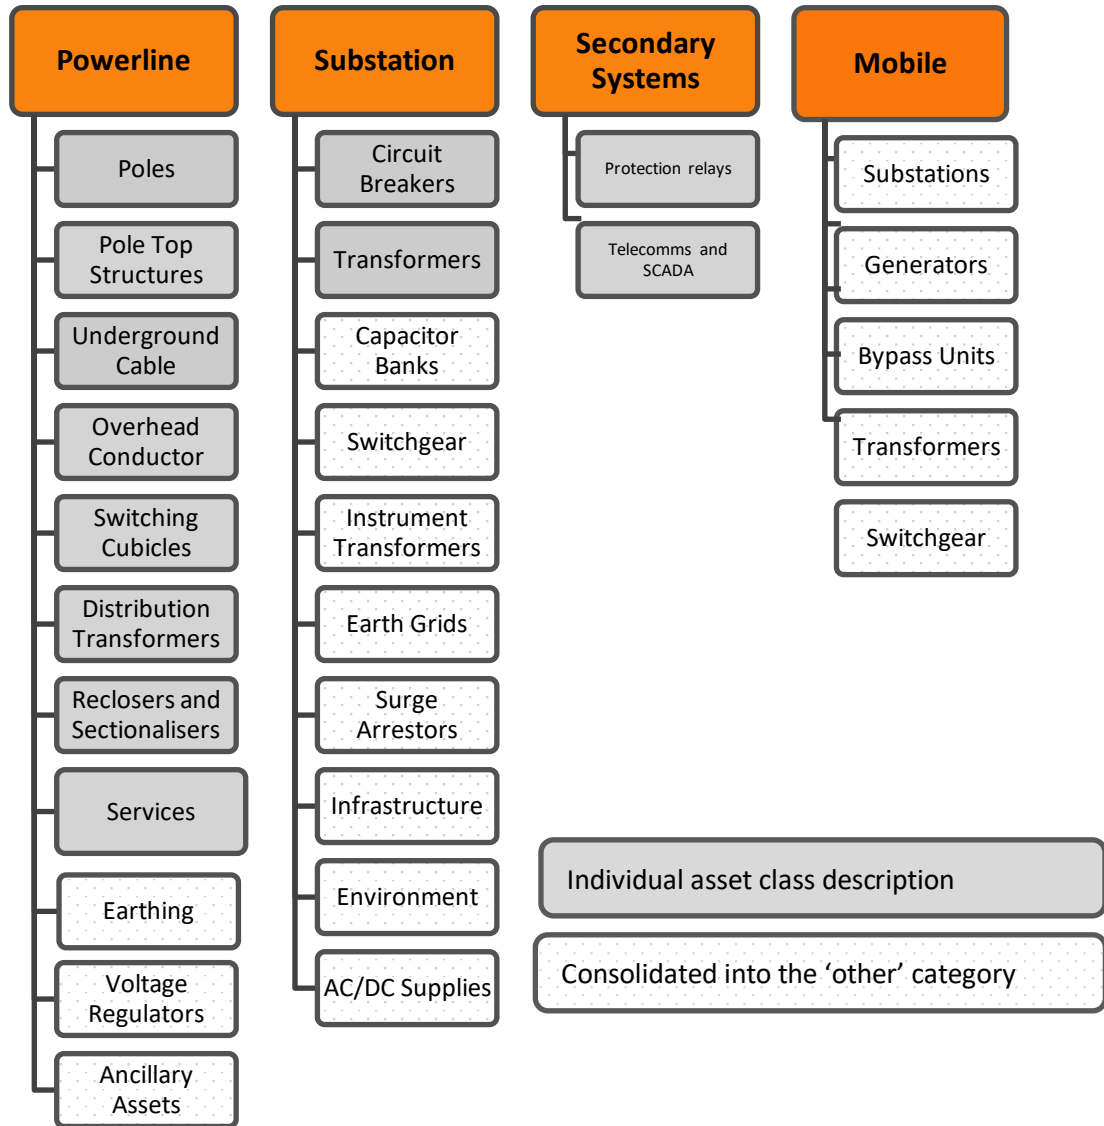 Powerline
Poles
Pole Top
Structures
Underground
Cable
Overhead
Conductor
Switching
Cubicles
Distribution
Transformers
Reclosers and
Sectionalisers
Services
Earthing
Voltage
Regulators
Ancillary
Assets
Substation
Circuit
Breakers
Transformers
Capacitor
Banks
Switchgear
Instrument
Transformers
Earth Grids
Surge
Arrestors
Infrastructure
Environment
AC/DC Supplies
Secondary
Systems
Protection relays
Telecomms and
SCADA
Mobile
Substations
Generators
Bypass Units
Transformers
Switchgear
Individual asset class description
Consolidated into the ‘other’ category